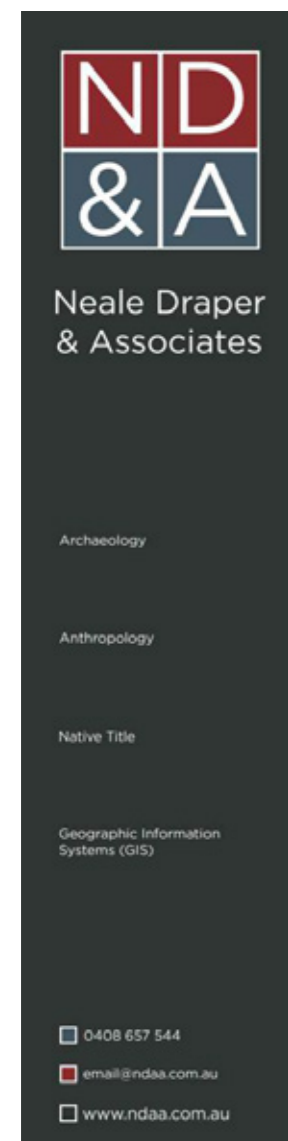 ND
&A
Neale Draper
& Associates
Archaeology
Anthropology
Native Title
Geographic Information
Systems (GIS)
0408 657 544
email@ndaa.com.au
www.ndaa.com.au